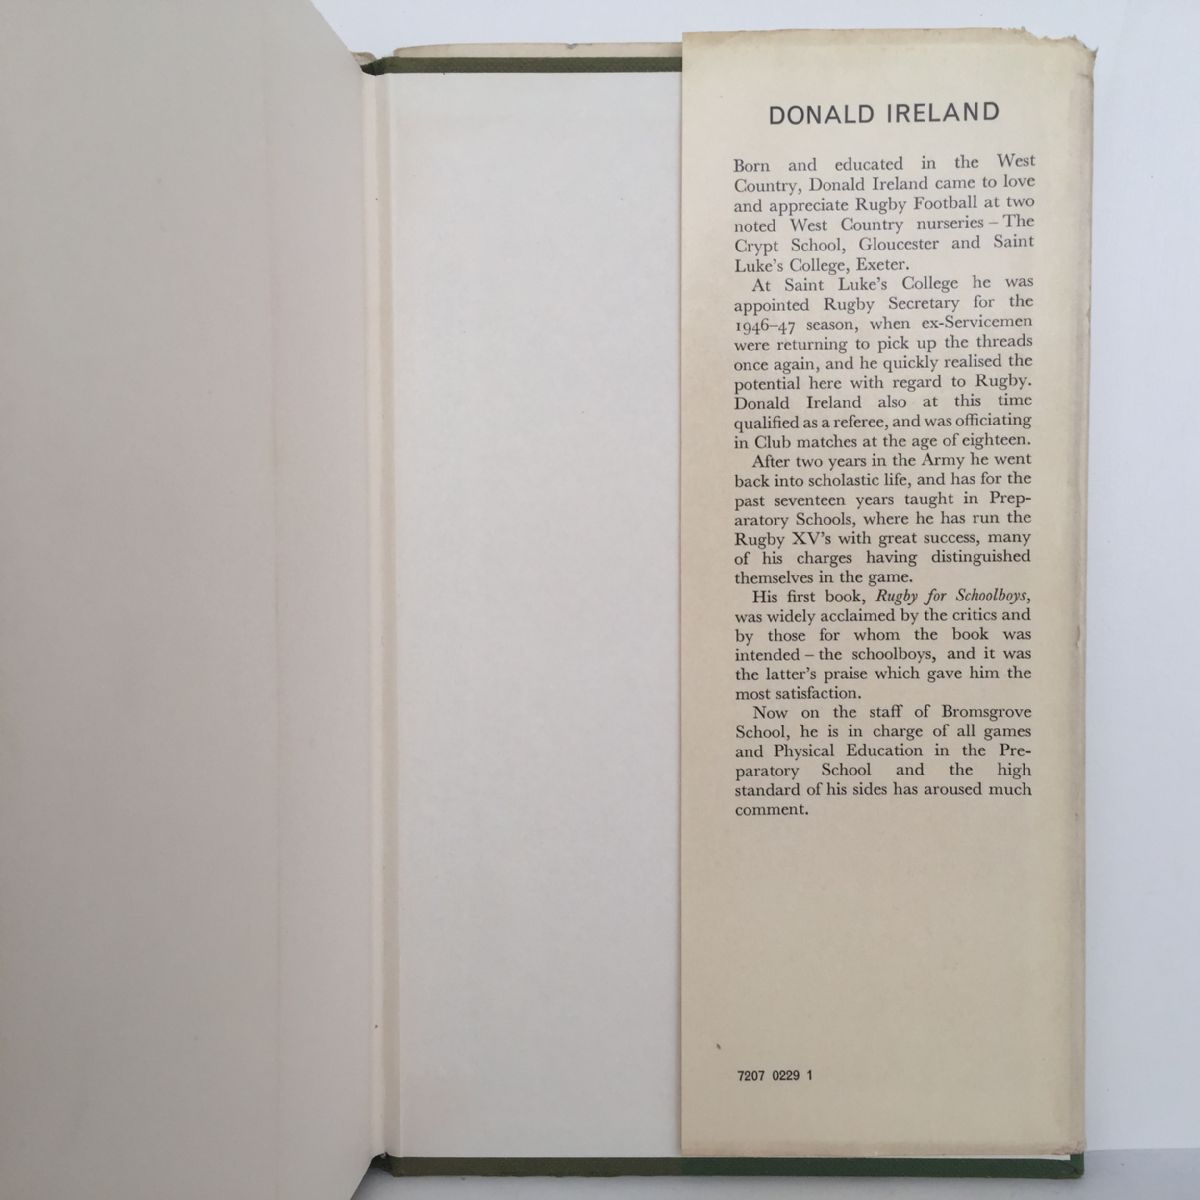 DONALD IRELAND
Born and educated in the West
Country, Donald Ireland came to love
and appreciate Rugby Football at two
noted West Country nurseries – The
Crypt School, Gloucester and Saint
Luke's College, Exeter.
At Saint Luke's College he was
appointed Rugby Secretary for the
1946–47 season, when ex-Servicemen
were returning to pick up the threads
once again, and he quickly realised the
potential here with regard to Rugby.
Donald Ireland also at this time
qualified as a referee, and was officiating
in Club matches at the age of eighteen.
After two years in the Army he went
back into scholastic life, and has for the
past seventeen years taught in Prep-
aratory Schools, where he has run the
Rugby XV's with great success, many
of his charges having distinguished
themselves in the game.
His first book, Rugby for Schoolboys,
was widely acclaimed by the critics and
by those for whom the book was
intended – the schoolboys, and it was
the latter's praise which gave him the
most satisfaction.
Now on the staff of Bromsgrove
School, he is in charge of all games
and Physical Education in the Pre-
paratory School and the high
standard of his sides has aroused much
comment.
7207 0229 1